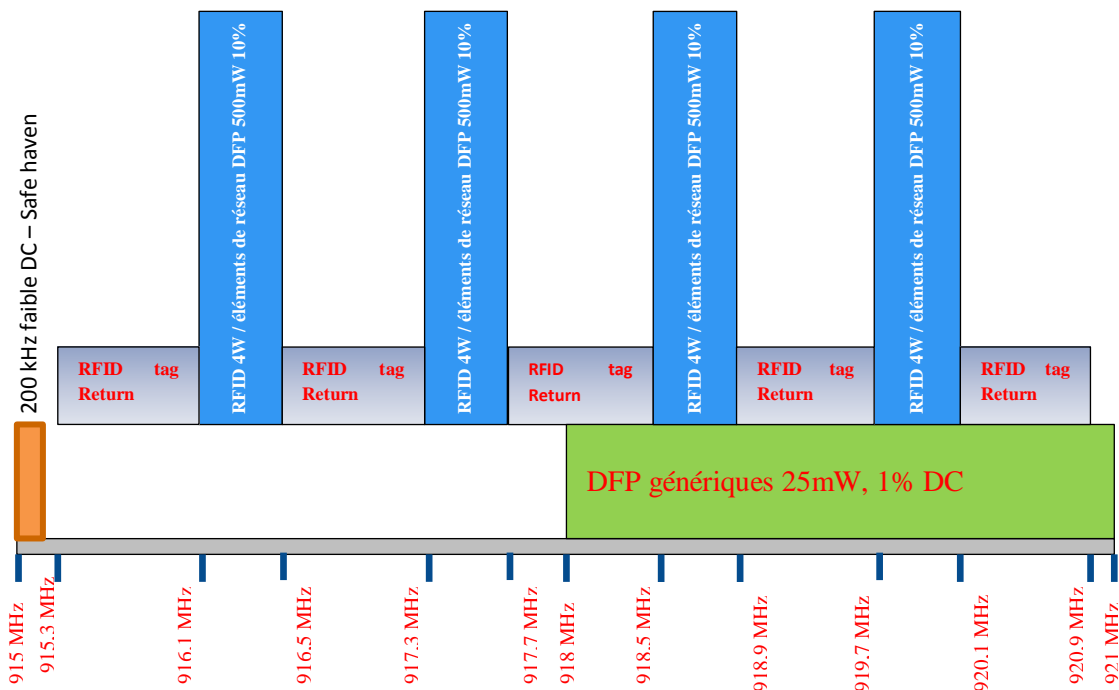 200 kHz faible DC – Safe haven
RFID 4W / éléments de réseau DFP 500mW 10%
RFID 4W / éléments de réseau DFP 500mW 10%
RFID 4W / éléments de réseau DFP 500mW 10%
RFID 4W / éléments de réseau DFP 500mW 10%
RFID tag
Return
RFID tag
Return
RFID tag
Return
RFID tag
Return
RFID tag
Return
DFP génériques 25mW, 1% DC
915 MHz
915.3 MHz
916.1 MHz
916.5 MHz
917.3 MHz
917.7 MHz
918 MHz
918.5 MHz
918.9 MHz
919.7 MHz
920.1 MHz
920.9 MHz
921 MHz